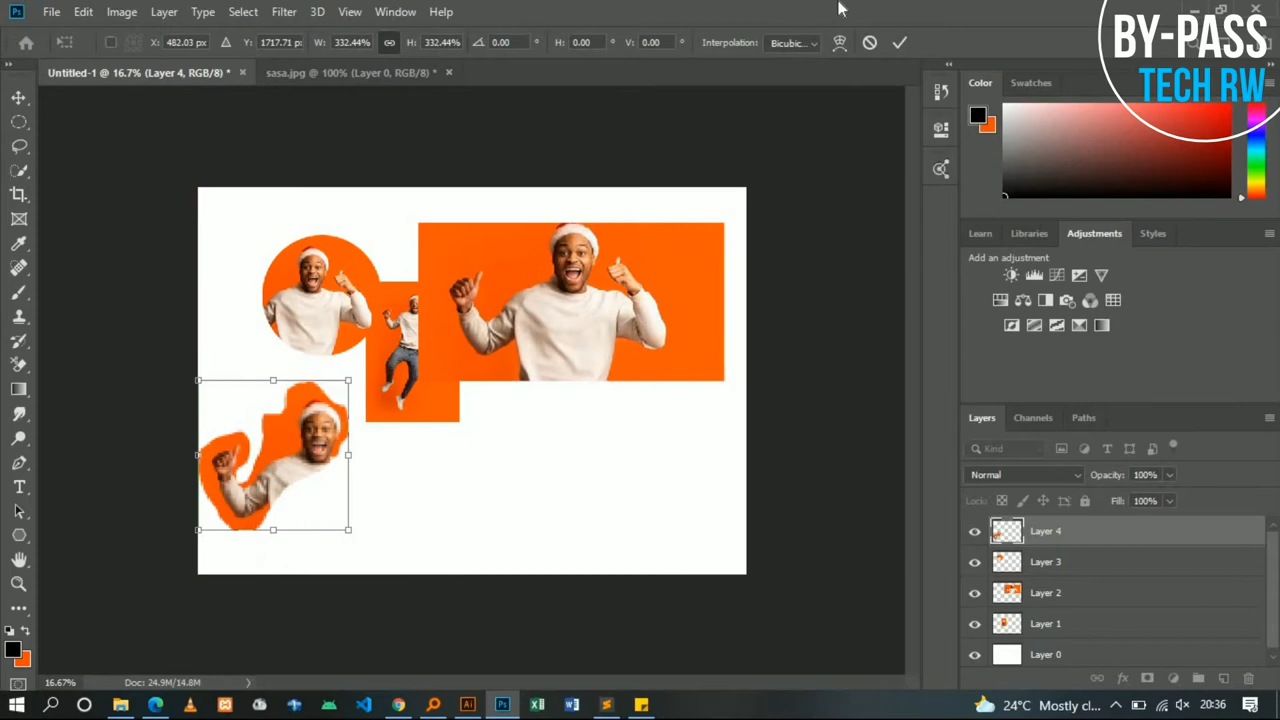 Ps File Edit Image Layer Type Select Filter 3D View Window Help
BY-PASS
TECH RW
X: 482.03 px Y: 1717.71 px W: 332.44% H: 332.44% 0.00 ° H: 0.00 ° V: 0.00 ° Interpolation: Bicubic...
Untitled-1 @ 16.7% (Layer 4, RGB/8) * × sasa.jpg @ 100% (Layer 0, RGB/8) * ×
Color Swatches
Learn Libraries Adjustments Styles
Add an adjustment
Layers Channels Paths
Kind
Normal Opacity: 100%
Lock: Fill: 100%
Layer 4
Layer 3
Layer 2
Layer 1
Layer 0
16.67% Doc: 24.9M/14.8M
24°C Mostly cl... 20:36